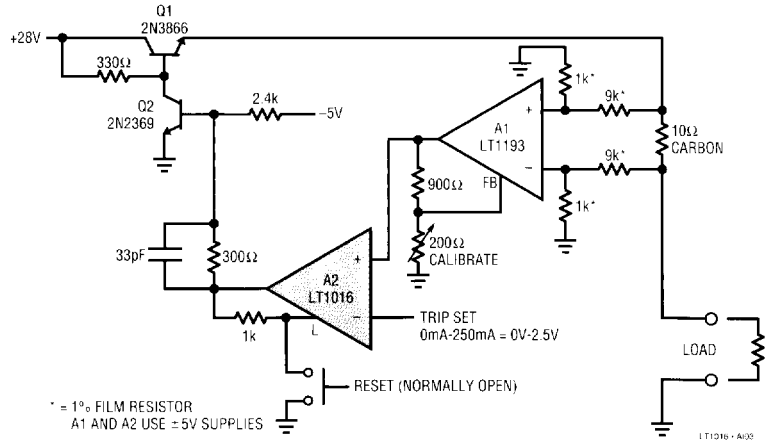 Q1
2N3866
+28V
330Ω
Q2
2N2369
2.4k
−5V
1k*
9k*
+
A1
LT1193
−
FB
10Ω
CARBON
9k*
1k*
900Ω
200Ω
CALIBRATE
33pF
300Ω
+
A2
LT1016
−
L
1k
TRIP SET
0mA-250mA = 0V-2.5V
LOAD
RESET (NORMALLY OPEN)
* = 1% FILM RESISTOR
A1 AND A2 USE ±5V SUPPLIES
LT1016 • AI03